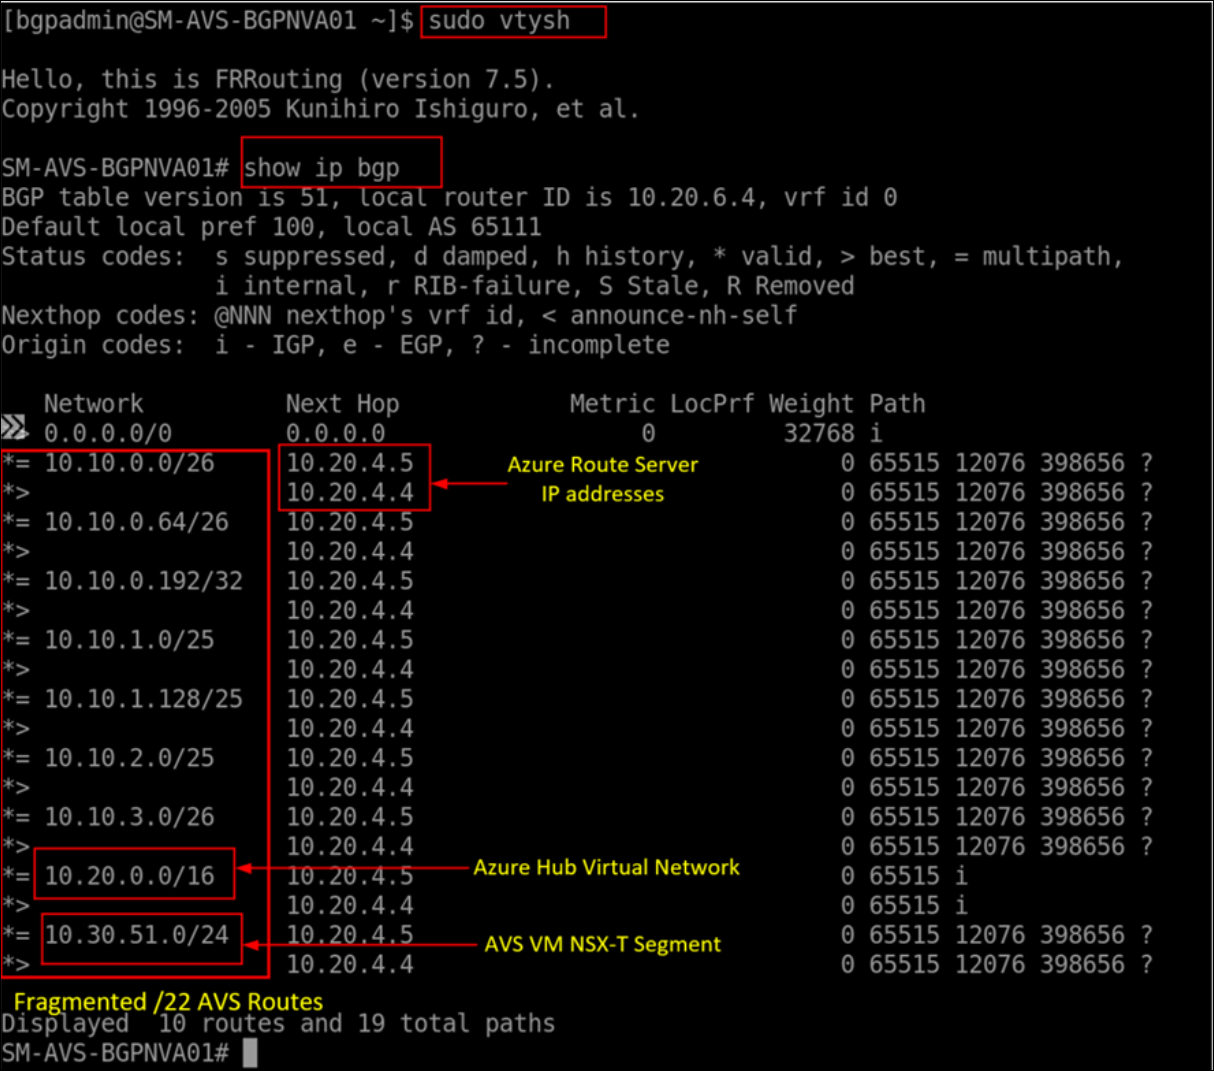 [bgpadmin@SM-AVS-BGPNVA01 ~]$ sudo vtysh
Hello, this is FRRouting (version 7.5).
Copyright 1996-2005 Kunihiro Ishiguro, et al.
SM-AVS-BGPNVA01# show ip bgp
BGP table version is 51, local router ID is 10.20.6.4, vrf id 0
Default local pref 100, local AS 65111
Status codes:  s suppressed, d damped, h history, * valid, > best, = multipath,
               i internal, r RIB-failure, S Stale, R Removed
Nexthop codes: @NNN nexthop's vrf id, < announce-nh-self
Origin codes:  i - IGP, e - EGP, ? - incomplete
   Network          Next Hop            Metric LocPrf Weight Path
> 0.0.0.0/0        0.0.0.0                  0         32768 i
*= 10.10.0.0/26     10.20.4.5 Azure Route Server 0 65515 12076 398656 ?
*>                  10.20.4.4 IP addresses 0 65515 12076 398656 ?
*= 10.10.0.64/26    10.20.4.5                              0 65515 12076 398656 ?
*>                  10.20.4.4                              0 65515 12076 398656 ?
*= 10.10.0.192/32   10.20.4.5                              0 65515 12076 398656 ?
*>                  10.20.4.4                              0 65515 12076 398656 ?
*= 10.10.1.0/25     10.20.4.5                              0 65515 12076 398656 ?
*>                  10.20.4.4                              0 65515 12076 398656 ?
*= 10.10.1.128/25   10.20.4.5                              0 65515 12076 398656 ?
*>                  10.20.4.4                              0 65515 12076 398656 ?
*= 10.10.2.0/25     10.20.4.5                              0 65515 12076 398656 ?
*>                  10.20.4.4                              0 65515 12076 398656 ?
*= 10.10.3.0/26     10.20.4.5                              0 65515 12076 398656 ?
*>                  10.20.4.4                              0 65515 12076 398656 ?
*= 10.20.0.0/16     10.20.4.5 Azure Hub Virtual Network 0 65515 i
*>                  10.20.4.4                              0 65515 i
*= 10.30.51.0/24    10.20.4.5 AVS VM NSX-T Segment 0 65515 12076 398656 ?
*>                  10.20.4.4                              0 65515 12076 398656 ?
Fragmented /22 AVS Routes
Displayed  10 routes and 19 total paths
SM-AVS-BGPNVA01#